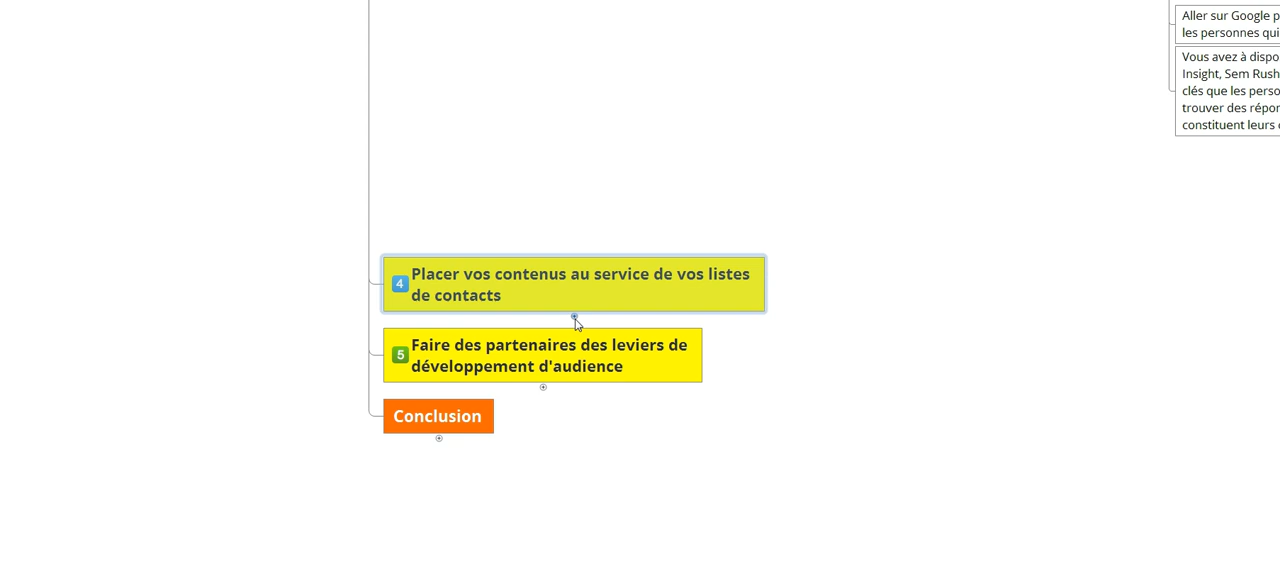 Aller sur Google p
les personnes qui
Vous avez à dispo
Insight, Sem Rush
clés que les perso
trouver des répon
constituent leurs
4 Placer vos contenus au service de vos listes
de contacts
5 Faire des partenaires des leviers de
développement d'audience
Conclusion